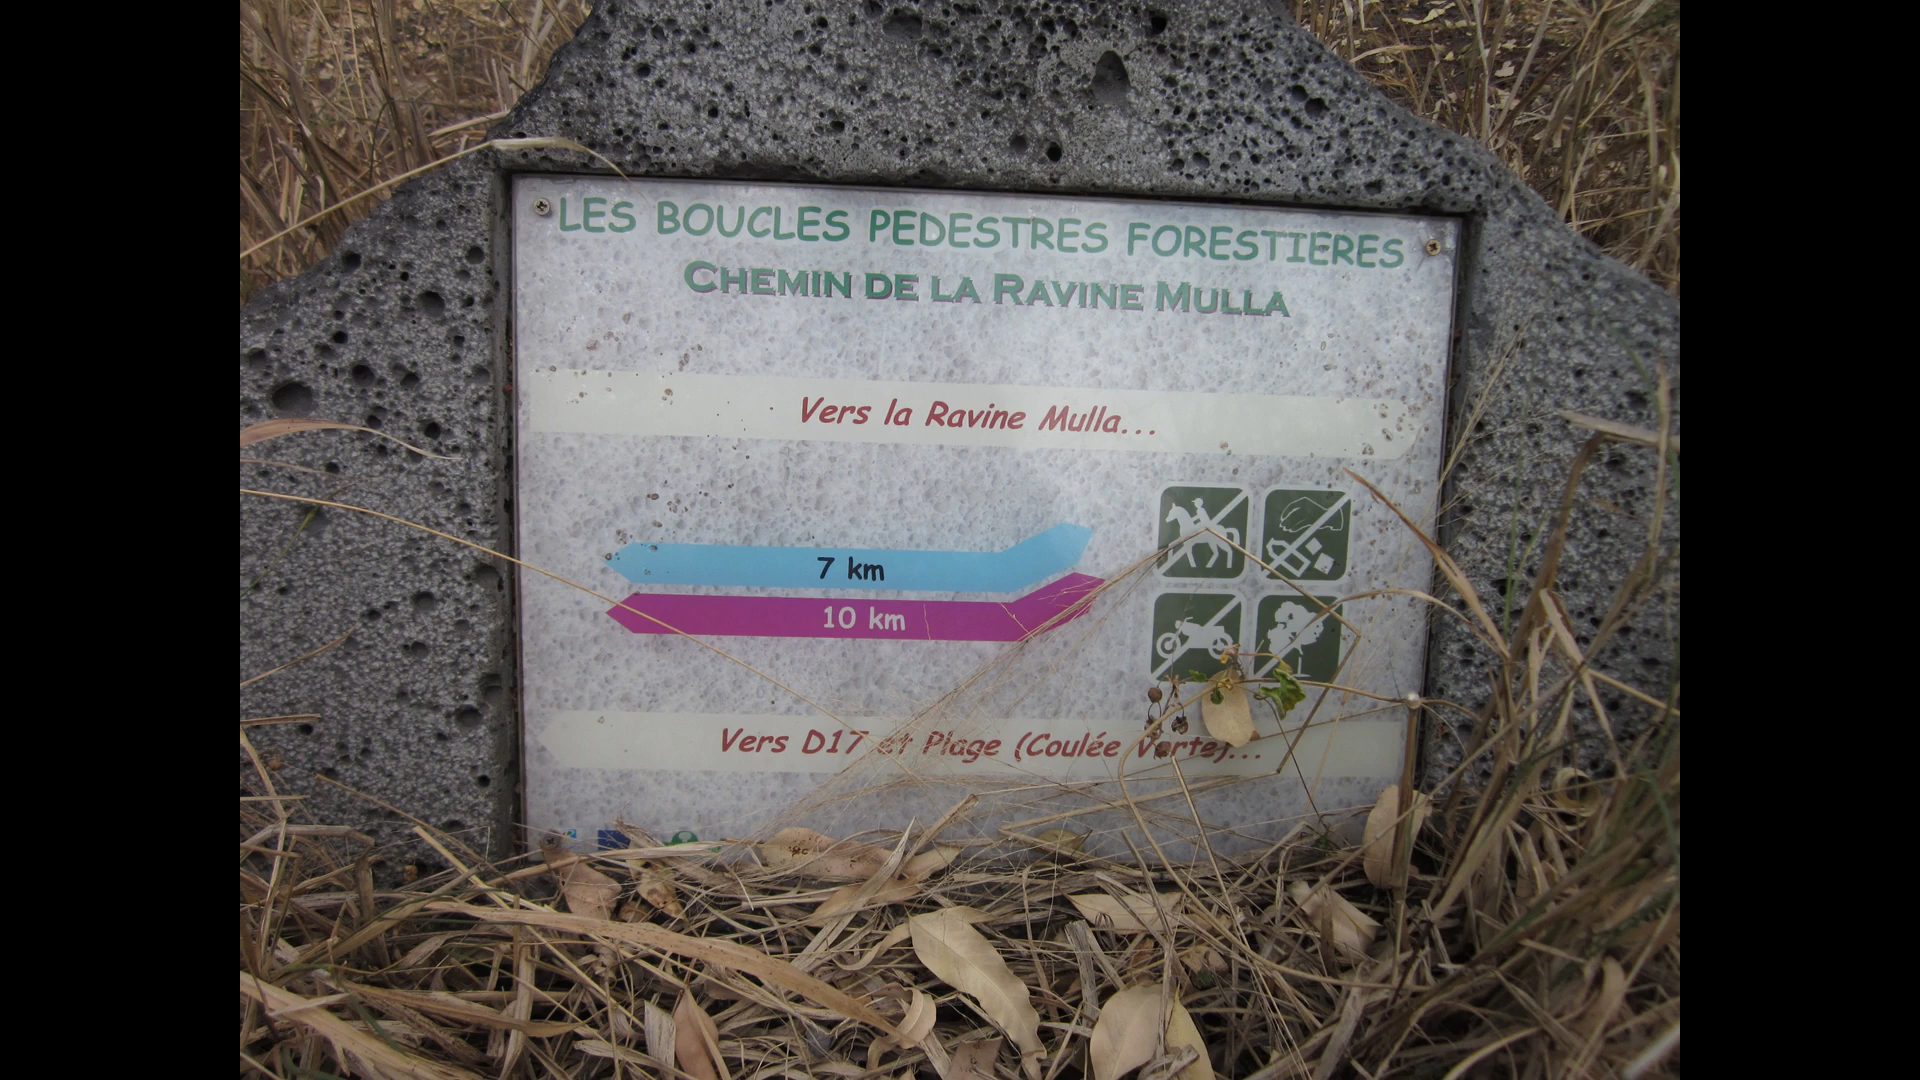 LES BOUCLES PEDESTRES FORESTIERES
CHEMIN DE LA RAVINE MULLA
Vers la Ravine Mulla...
7 km
10 km
Vers D17 et Plage (Coulée Verte)...